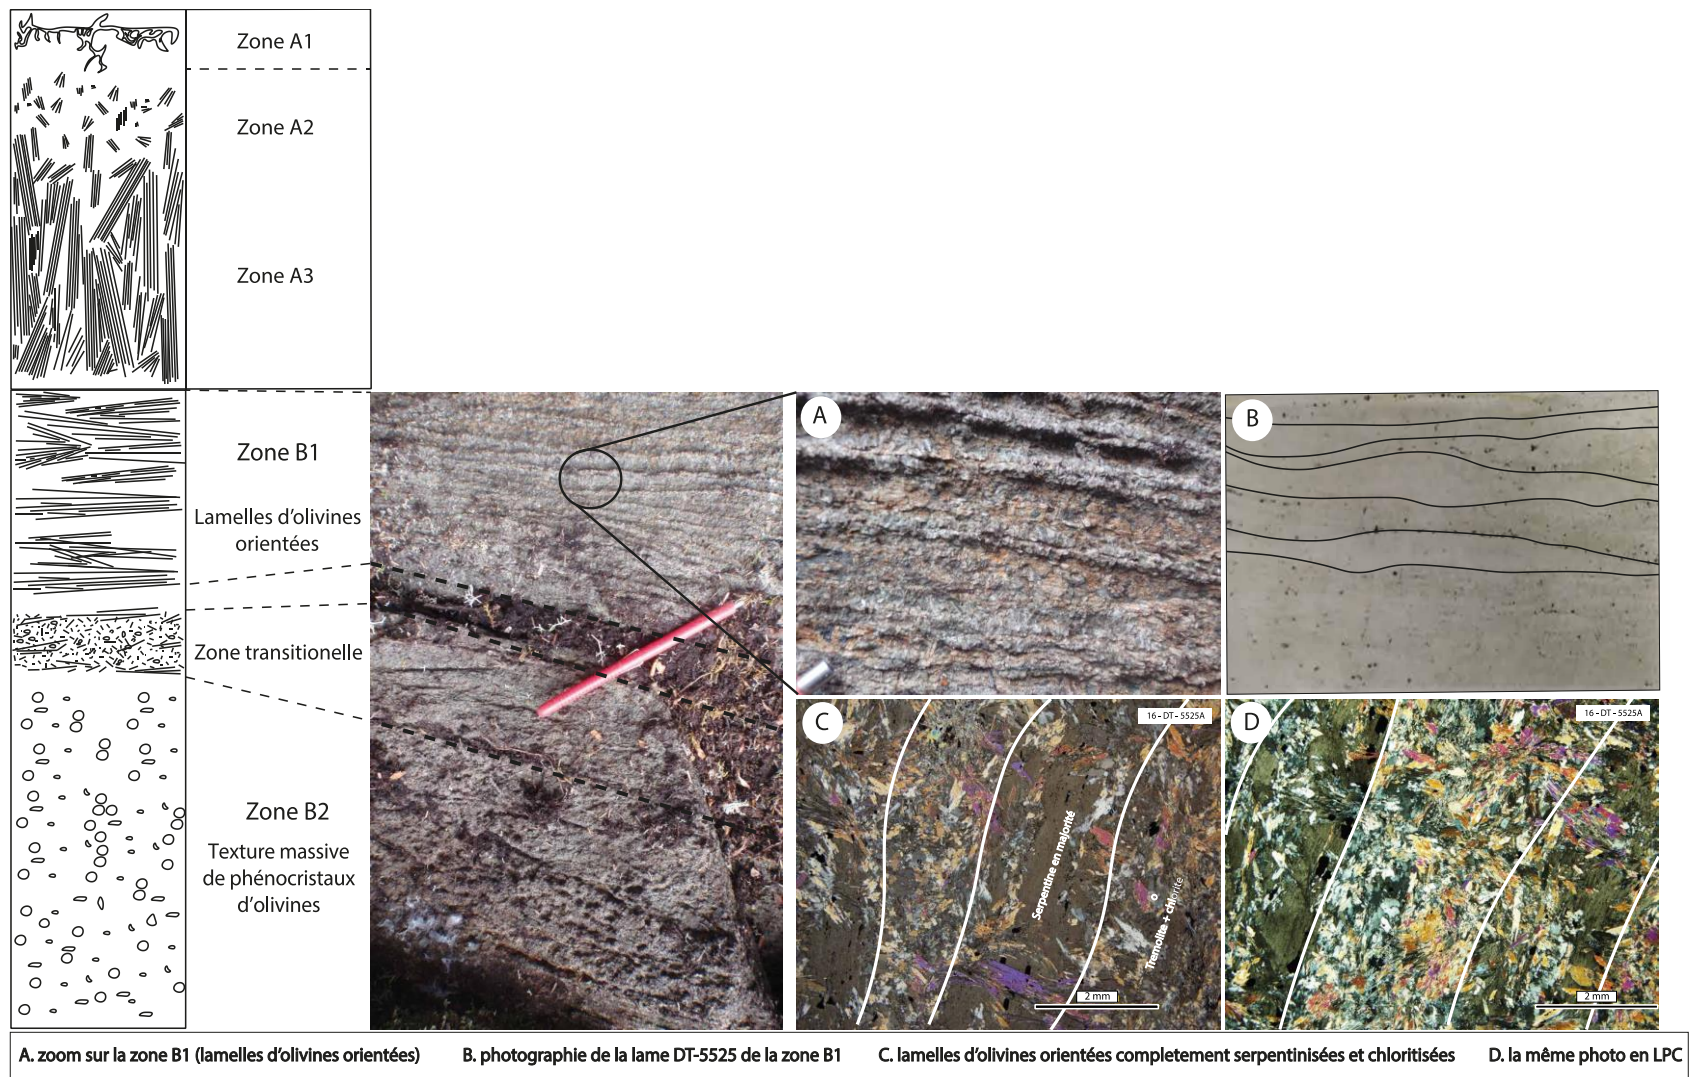 Zone A1
Zone A2
Zone A3
Zone B1
Lamelles d'olivines
orientées
Zone transitionelle
Zone B2
Texture massive
de phénocristaux
d'olivines
A
B
C
16 - DT - 5525A
Serpentine en majorité
Tremolite + chlorite
2 mm
D
16 - DT - 5525A
2 mm
A. zoom sur la zone B1 (lamelles d'olivines orientées) B. photographie de la lame DT-5525 de la zone B1 C. lamelles d'olivines orientées completement serpentinisées et chloritisées D. la même photo en LPC